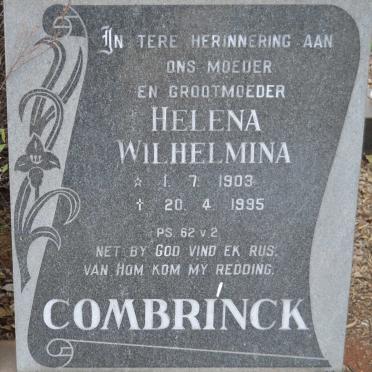 IN TERE HERINNERING AAN
ONS MOEDER
EN GROOTMOEDER
HELENA
WILHELMINA
☆ 1. 7. 1903
✝ 20. 4. 1995
PS. 62 v. 2
NET BY GOD VIND EK RUS,
VAN HOM KOM MY REDDING.
COMBRINCK